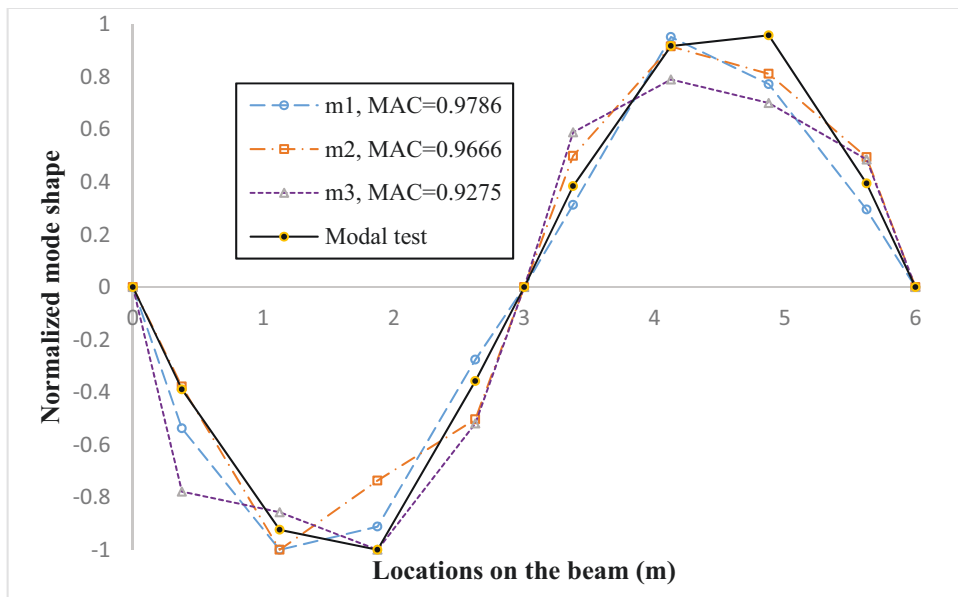 1
0.8
0.6
0.4
0.2
0
-0.2
-0.4
-0.6
-0.8
-1
Normalized mode shape
m1, MAC=0.9786
m2, MAC=0.9666
m3, MAC=0.9275
Modal test
0 1 2 3 4 5 6
Locations on the beam (m)